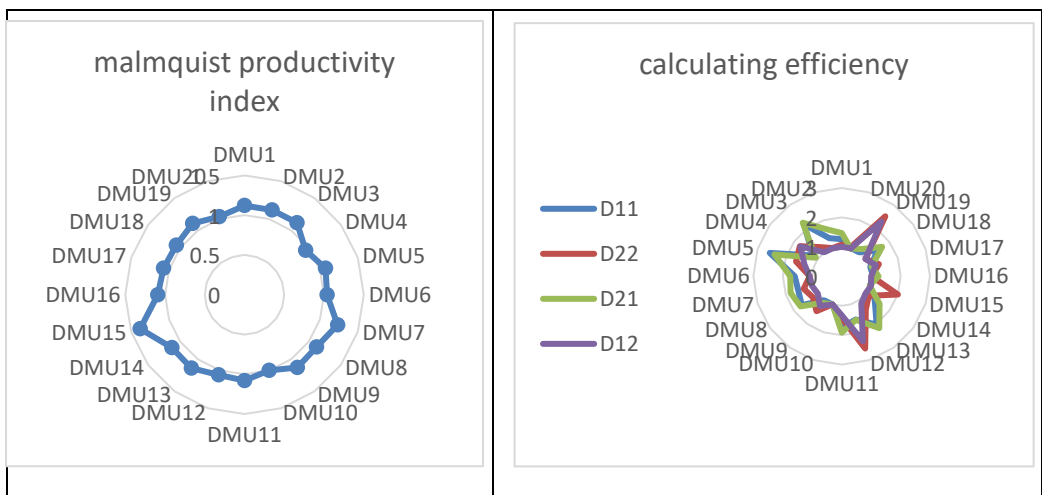 malmquist productivity
index
DMU1
DMU2
DMU3
DMU4
DMU5
DMU6
DMU7
DMU8
DMU9
DMU10
DMU11
DMU12
DMU13
DMU14
DMU15
DMU16
DMU17
DMU18
DMU19
DMU20
1.5
1
0.5
0
calculating efficiency
D11
D22
D21
D12
DMU1
DMU20
DMU19
DMU18
DMU17
DMU16
DMU15
DMU14
DMU13
DMU12
DMU11
DMU10
DMU9
DMU8
DMU7
DMU6
DMU5
DMU4
DMU3
DMU2
3
2
1
0